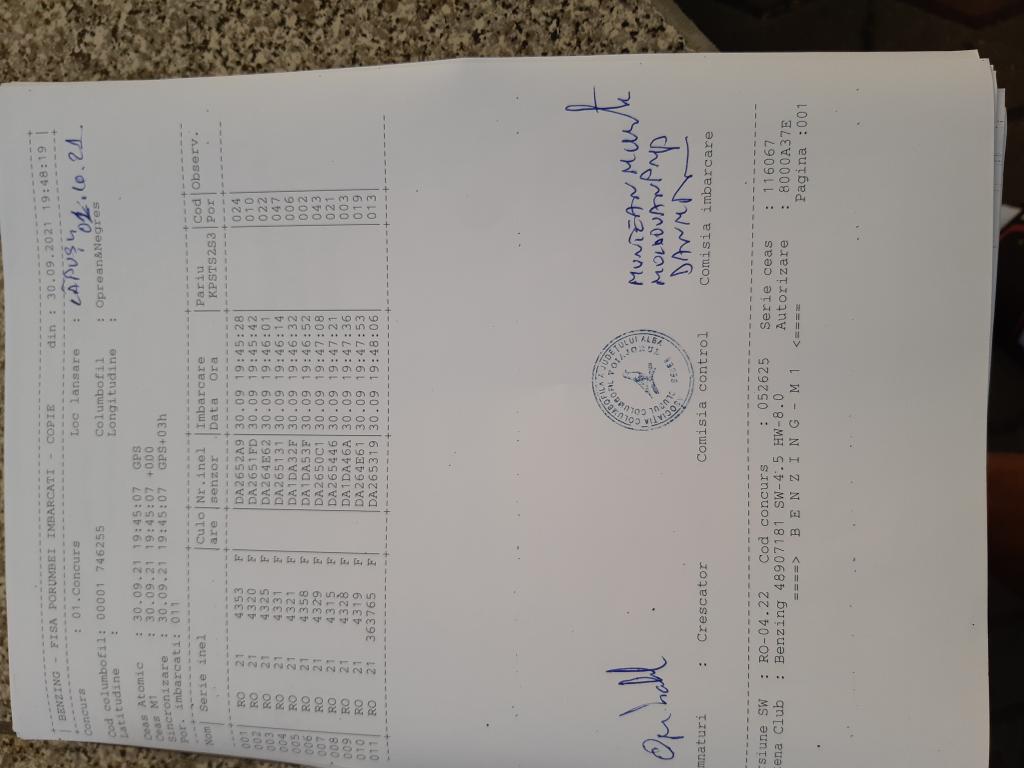 BENZING - FISA PORUMBEI IMBARCATI - COPIE din : 30.09.2021 19:48:19
Concurs : 01.Concurs Loc lansare : LĂPUȘU 01.10.21.
Cod columbofil: 00001 746255 Columbofil : Oprean&Negres
Latitudine : Longitudine :
Ceas Atomic : 30.09.21 19:45:07 GPS
Ceas M1 : 30.09.21 19:45:07 +000
Sincronizare : 30.09.21 19:45:07 GPS+03h
Por. imbarcati: 011
Nom Serie inel Culo are Nr.inel senzor Imbarcare Data Ora Pariu KPSTS2S3 Cod Por Observ.
001 RO 21 4353 F DA2652A9 30.09 19:45:28 024
002 RO 21 4320 F DA2651FD 30.09 19:45:42 010
003 RO 21 4325 F DA264E62 30.09 19:46:01 022
004 RO 21 4331 F DA265131 30.09 19:46:14 047
005 RO 21 4321 F DA1DA32F 30.09 19:46:32 006
006 RO 21 4358 F DA1DA53F 30.09 19:46:52 002
007 RO 21 4329 F DA2650C1 30.09 19:47:08 043
008 RO 21 4315 F DA265446 30.09 19:47:21 021
009 RO 21 4328 F DA1DA46A 30.09 19:47:36 003
010 RO 21 4319 F DA264E61 30.09 19:47:53 019
011 RO 21 363765 F DA265319 30.09 19:48:06 013
MUNTEAN
MOLDOVAN
DAN
mnaturi : Crescator Comisia control Comisia imbarcare
rsiune SW : RO-04.22 Cod concurs : 052625 Serie ceas : 116067
ena Club : Benzing 48907181 SW-4.5 HW-8.0 Autorizare : 8000A37E
====> B E N Z I N G - M 1 <==== Pagina :001